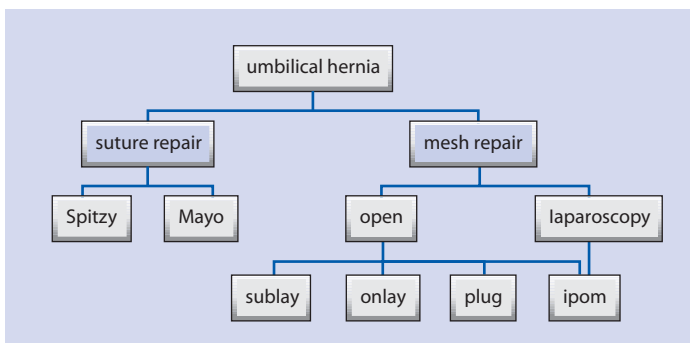 umbilical hernia
suture repair
mesh repair
Spitzy
Mayo
open
laparoscopy
sublay
onlay
plug
ipom